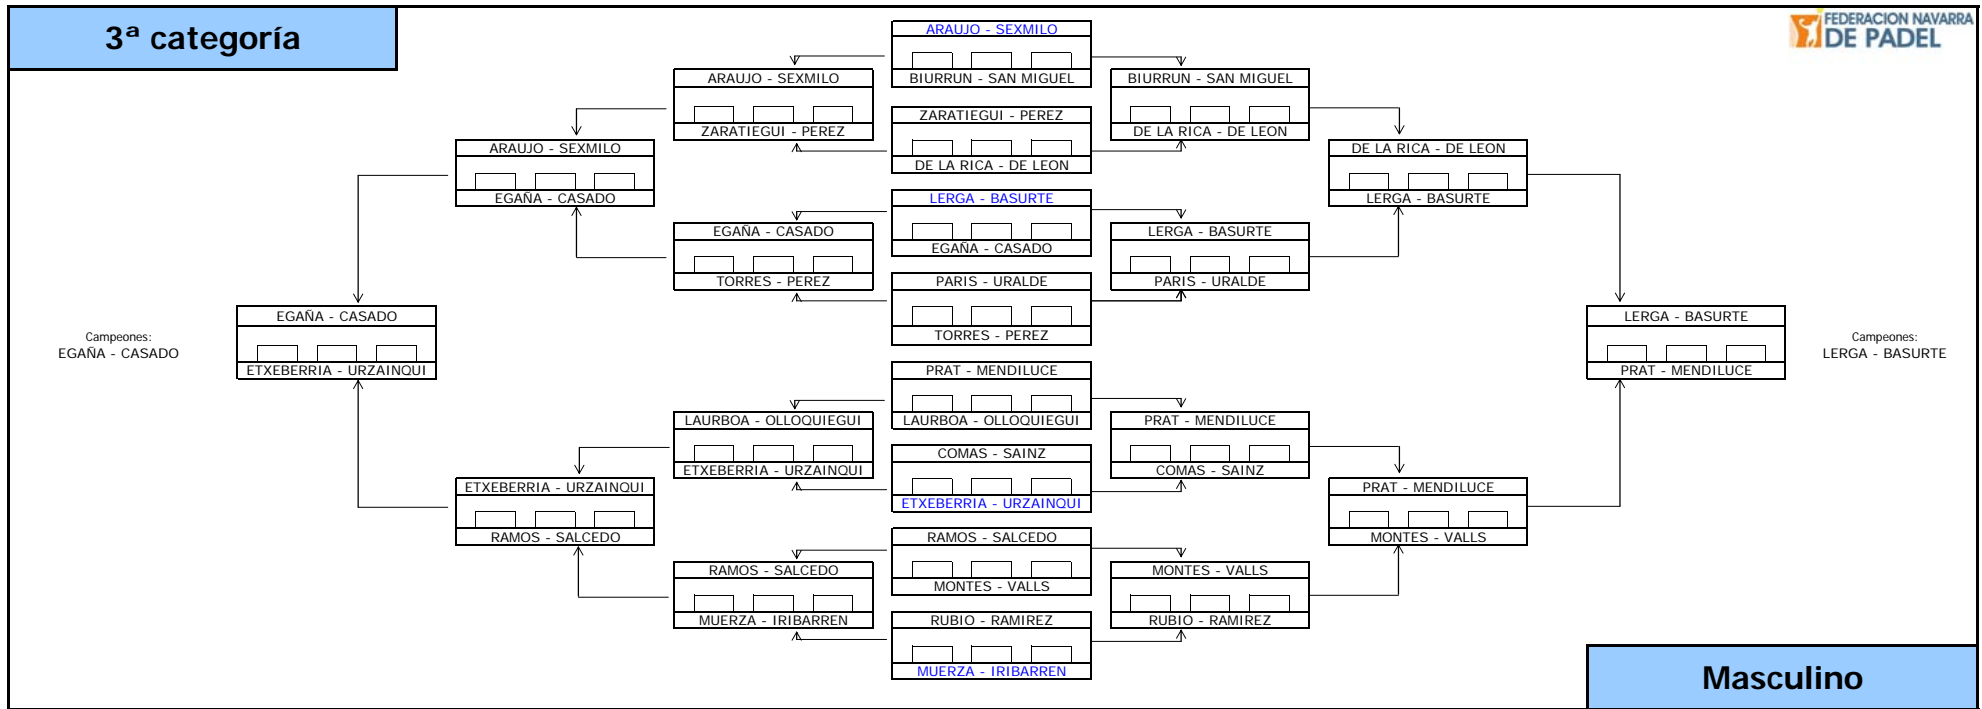 3ª categoría
FEDERACION NAVARRA
DE PADEL
ARAUJO - SEXMILO
BIURRUN - SAN MIGUEL
ARAUJO - SEXMILO
ZARATIEGUI - PEREZ
BIURRUN - SAN MIGUEL
DE LA RICA - DE LEON
ZARATIEGUI - PEREZ
DE LA RICA - DE LEON
ARAUJO - SEXMILO
EGAÑA - CASADO
DE LA RICA - DE LEON
LERGA - BASURTE
LERGA - BASURTE
EGAÑA - CASADO
EGAÑA - CASADO
TORRES - PEREZ
LERGA - BASURTE
PARIS - URALDE
PARIS - URALDE
TORRES - PEREZ
Campeones:
EGAÑA - CASADO
EGAÑA - CASADO
ETXEBERRIA - URZAINQUI
LERGA - BASURTE
PRAT - MENDILUCE
Campeones:
LERGA - BASURTE
PRAT - MENDILUCE
LAURBOA - OLLOQUIEGUI
LAURBOA - OLLOQUIEGUI
ETXEBERRIA - URZAINQUI
PRAT - MENDILUCE
COMAS - SAINZ
COMAS - SAINZ
ETXEBERRIA - URZAINQUI
ETXEBERRIA - URZAINQUI
RAMOS - SALCEDO
PRAT - MENDILUCE
MONTES - VALLS
RAMOS - SALCEDO
MONTES - VALLS
RAMOS - SALCEDO
MUERZA - IRIBARREN
MONTES - VALLS
RUBIO - RAMIREZ
RUBIO - RAMIREZ
MUERZA - IRIBARREN
Masculino